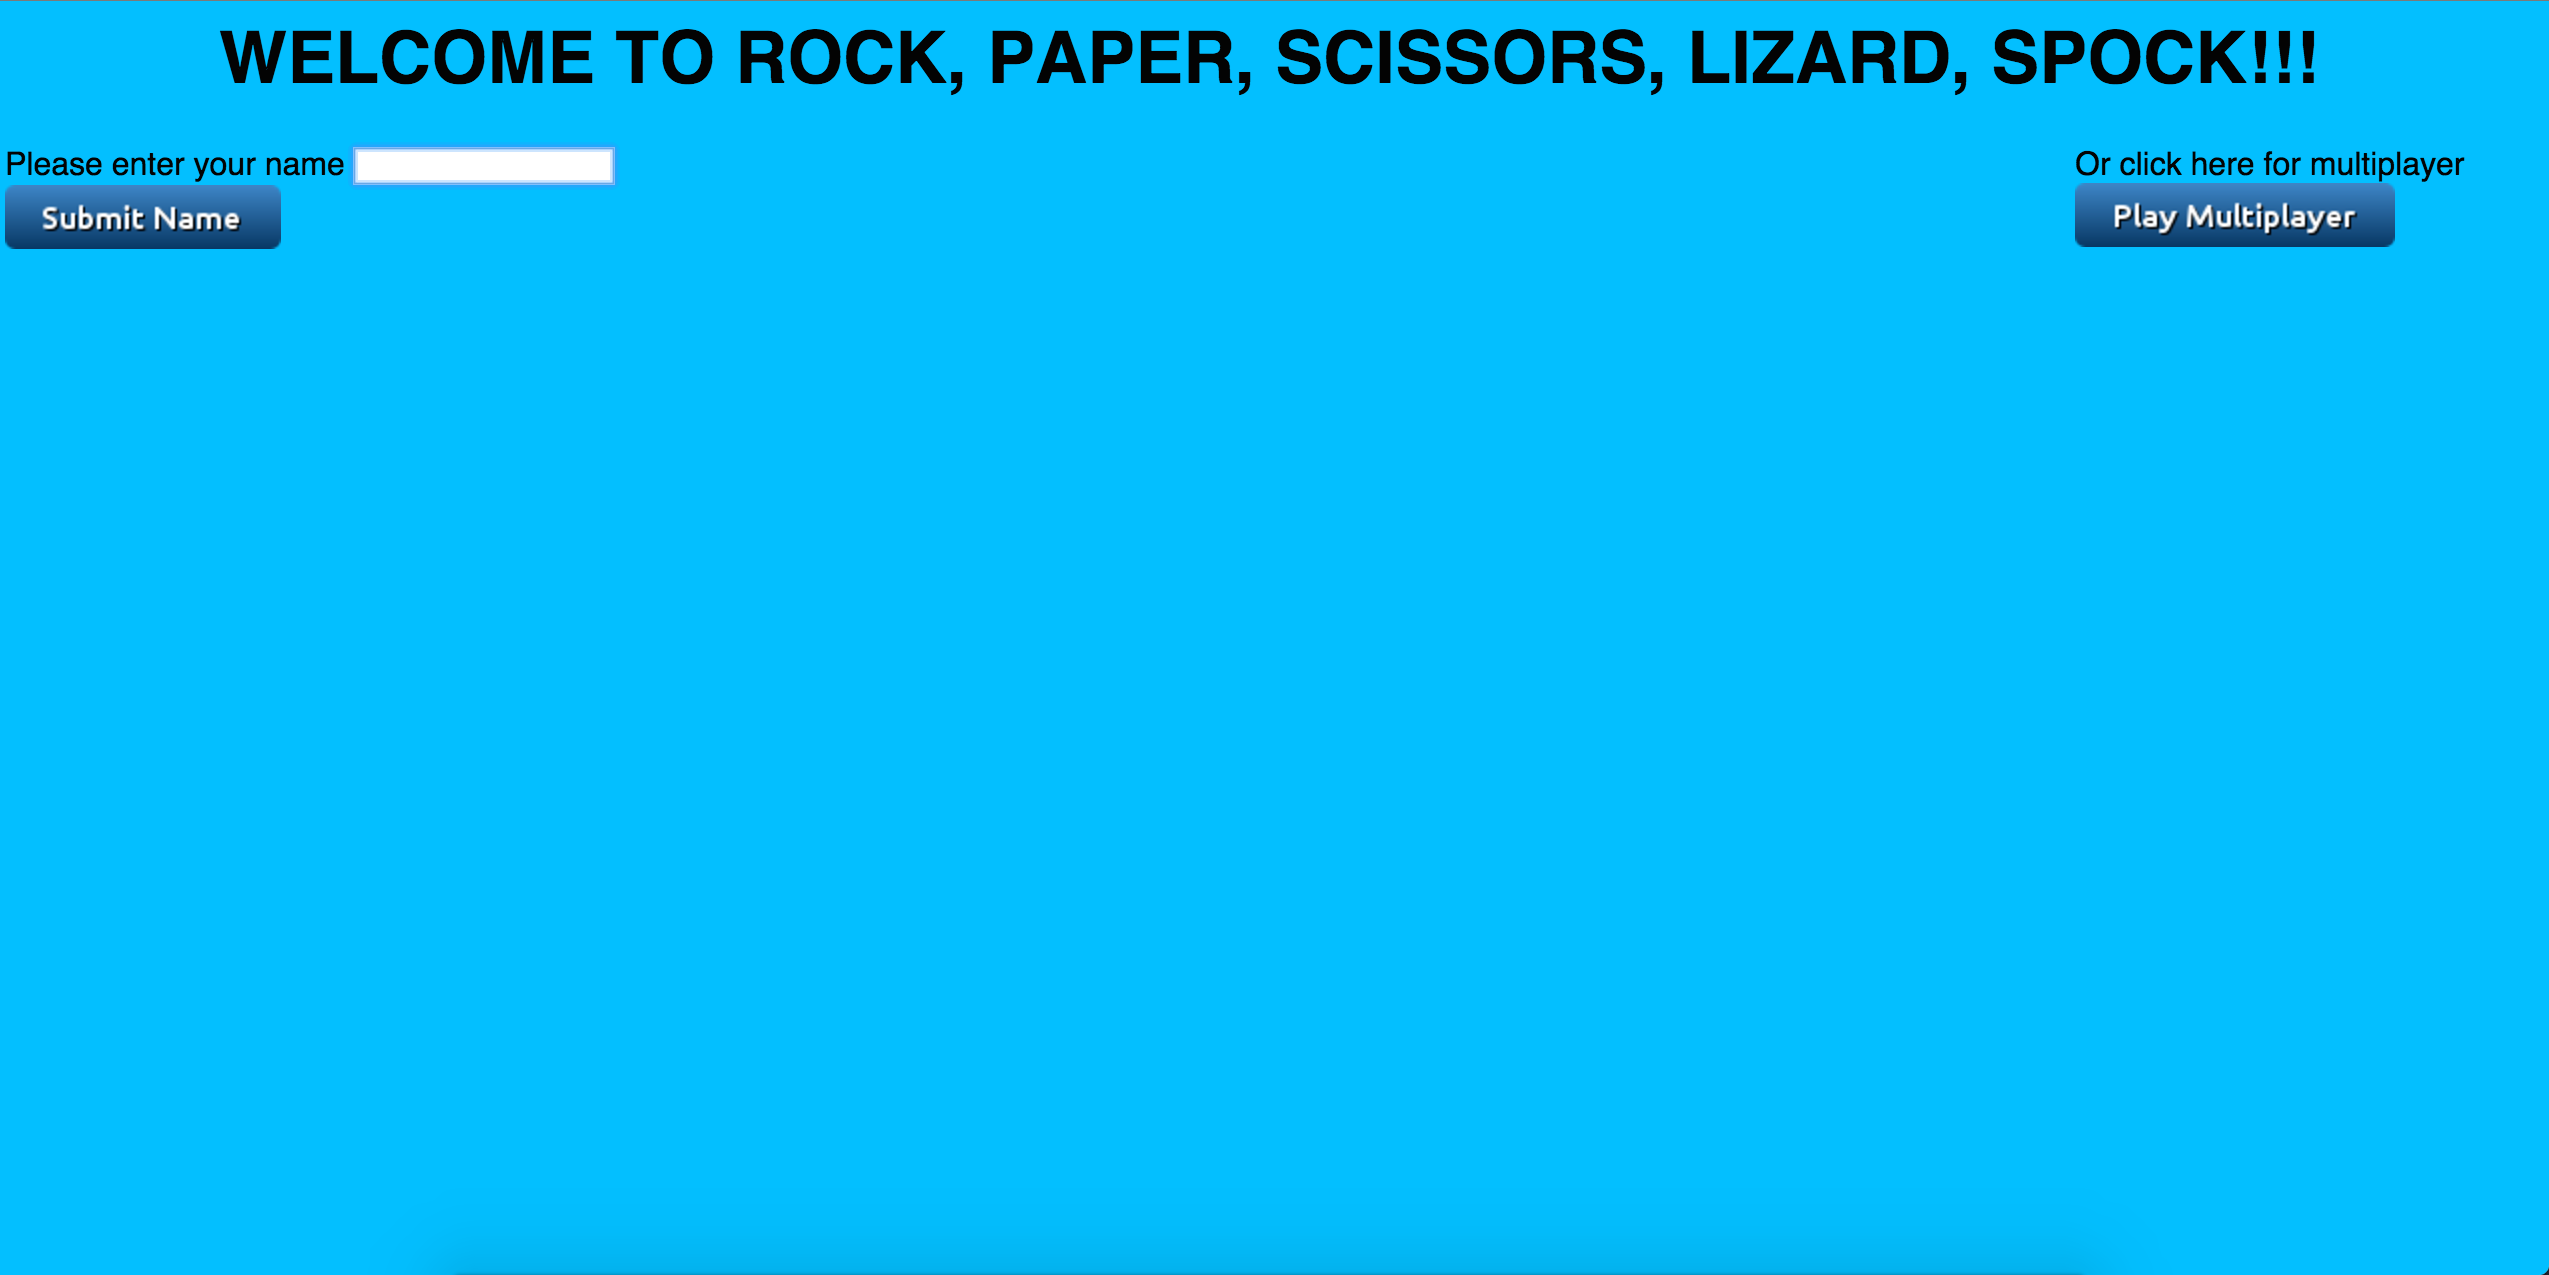 WELCOME TO ROCK, PAPER, SCISSORS, LIZARD, SPOCK!!!
Please enter your name
Submit Name
Or click here for multiplayer
Play Multiplayer